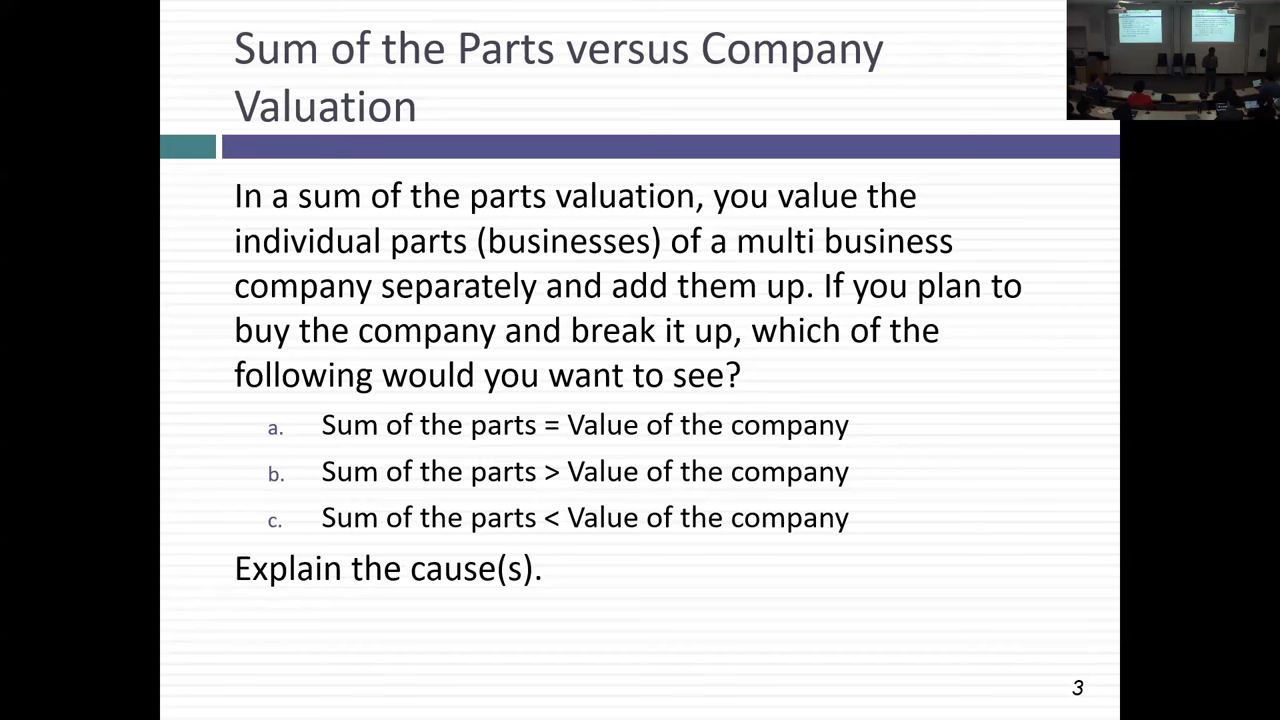 Sum of the Parts versus Company
Valuation
In a sum of the parts valuation, you value the
individual parts (businesses) of a multi business
company separately and add them up. If you plan to
buy the company and break it up, which of the
following would you want to see?
a. Sum of the parts = Value of the company
b. Sum of the parts > Value of the company
c. Sum of the parts < Value of the company
Explain the cause(s).
3